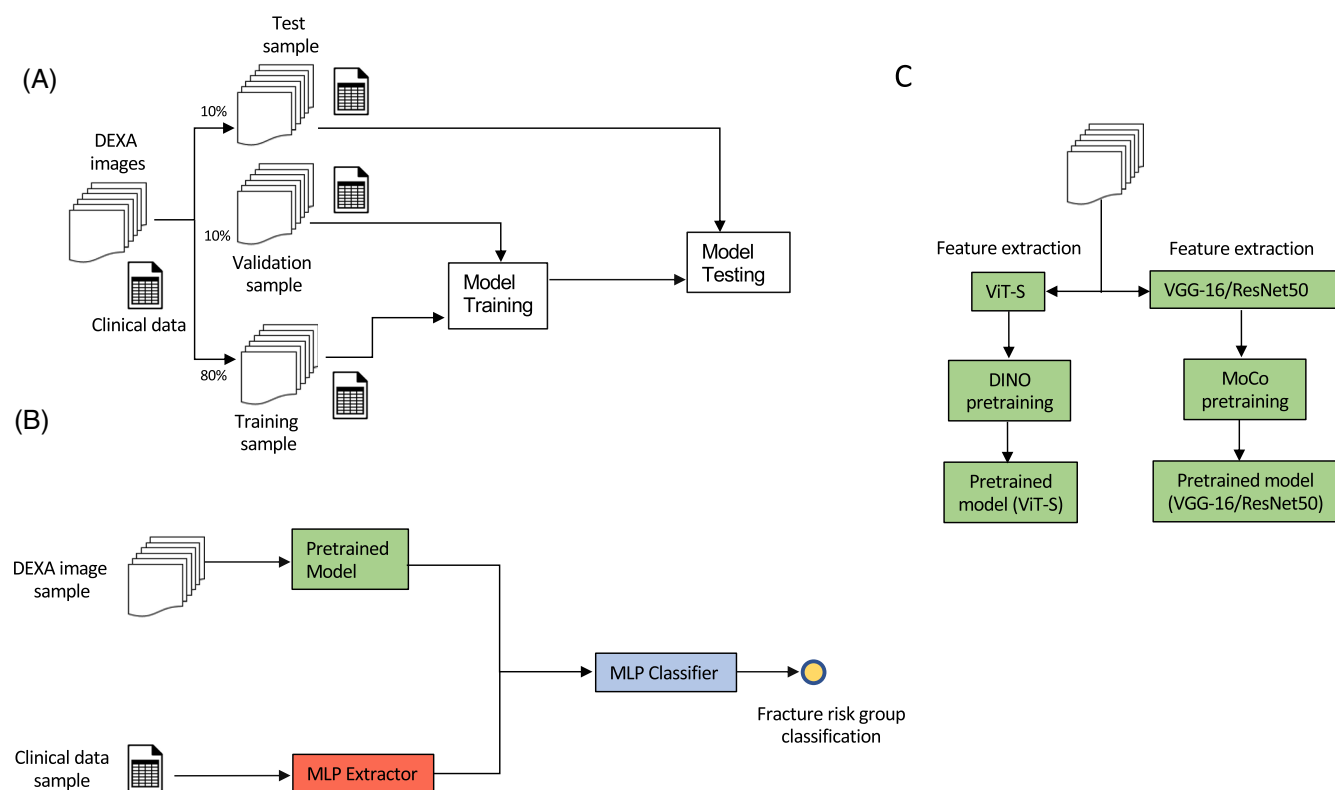 (A)
Test
sample
10%
DEXA
images
Clinical data
10%
Validation
sample
80%
Training
sample
Model
Training
Model
Testing
(B)
DEXA image
sample
Pretrained
Model
Clinical data
sample
MLP Extractor
MLP Classifier
Fracture risk group
classification
C
Feature extraction
Feature extraction
ViT-S
VGG-16/ResNet50
DINO
pretraining
MoCo
pretraining
Pretrained
model (ViT-S)
Pretrained model
(VGG-16/ResNet50)